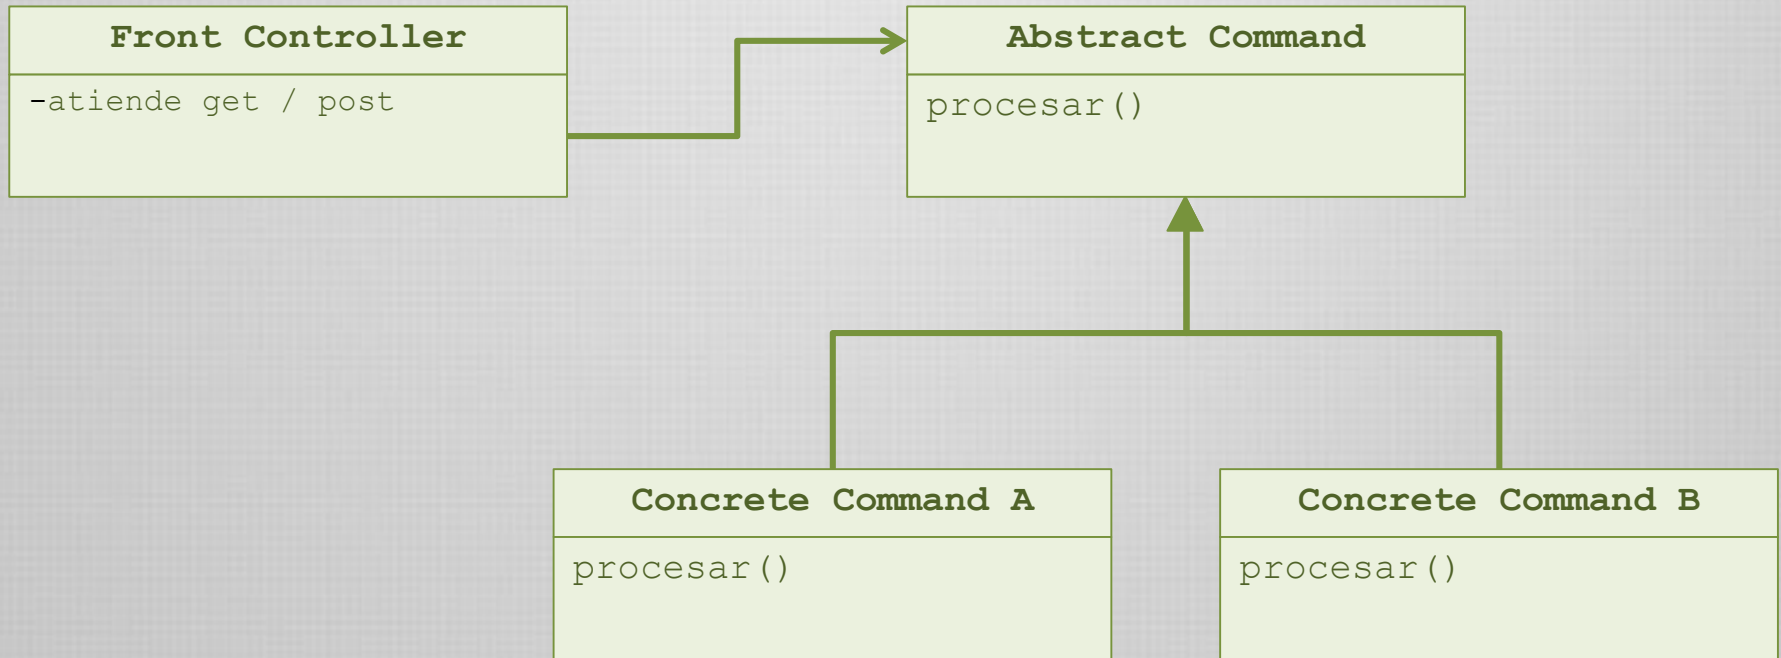 Front Controller
-atiende get / post
Abstract Command
procesar()
Concrete Command A
procesar()
Concrete Command B
procesar()